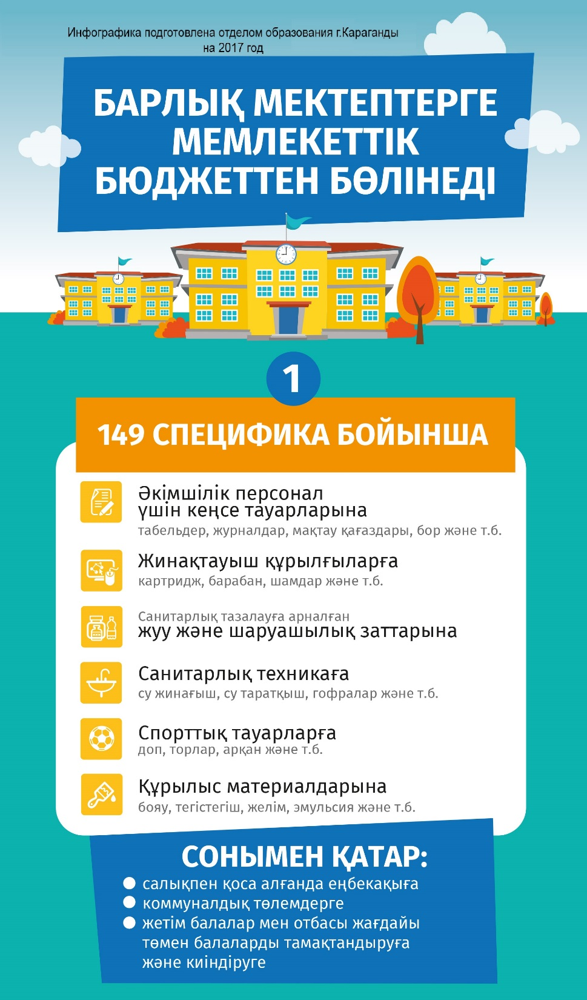 Инфографика подготовлена отделом образования г.Караганды
на 2017 год
БАРЛЫҚ МЕКТЕПТЕРГЕ
МЕМЛЕКЕТТІК
БЮДЖЕТТЕН БӨЛІНЕДІ
1
149 СПЕЦИФИКА БОЙЫНША
Әкімшілік персонал
үшін кеңсе тауарларына
табельдер, журналдар, мақтау қағаздары, бор және т.б.
Жинақтауыш құрылғыларға
картридж, барабан, шамдар және т.б.
Санитарлық тазалауға арналған
жуу және шаруашылық заттарына
Санитарлық техникаға
су жинағыш, су таратқыш, гофралар және т.б.
Спорттық тауарларға
доп, торлар, арқан және т.б.
Құрылыс материалдарына
бояу, тегістегіш, желім, эмульсия және т.б.
СОНЫМЕН ҚАТАР:
салықпен қоса алғанда еңбекақыға
коммуналдық төлемдерге
жетім балалар мен отбасы жағдайы
төмен балаларды тамақтандыруға
және киіндіруге